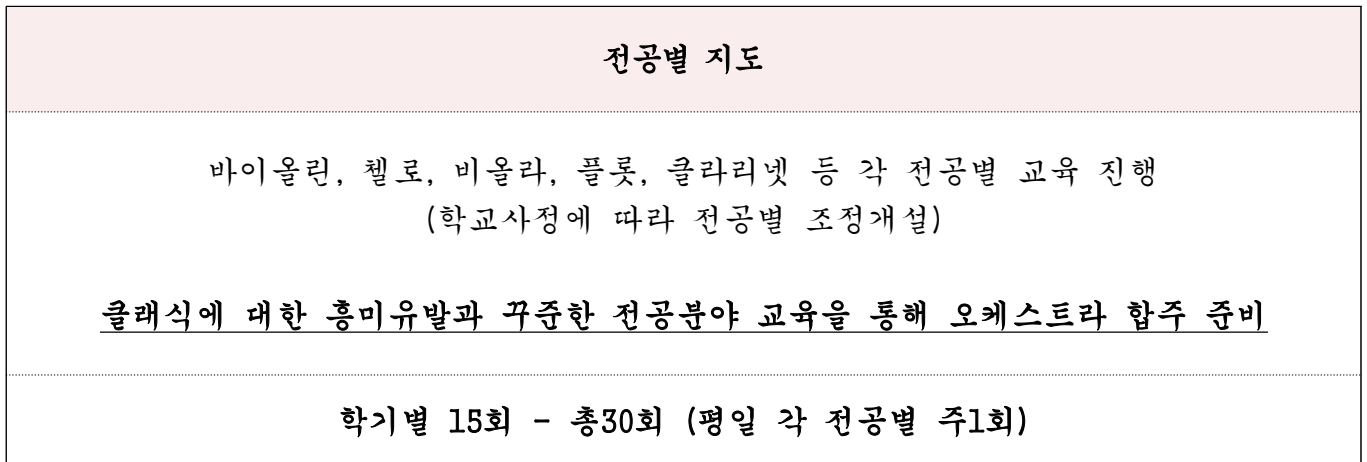 전공별 지도
바이올린, 첼로, 비올라, 플룻, 클라리넷 등 각 전공별 교육 진행
(학교사정에 따라 전공별 조정개설)
클래식에 대한 흥미유발과 꾸준한 전공분야 교육을 통해 오케스트라 합주 준비
학기별 15회 - 총30회 (평일 각 전공별 주1회)